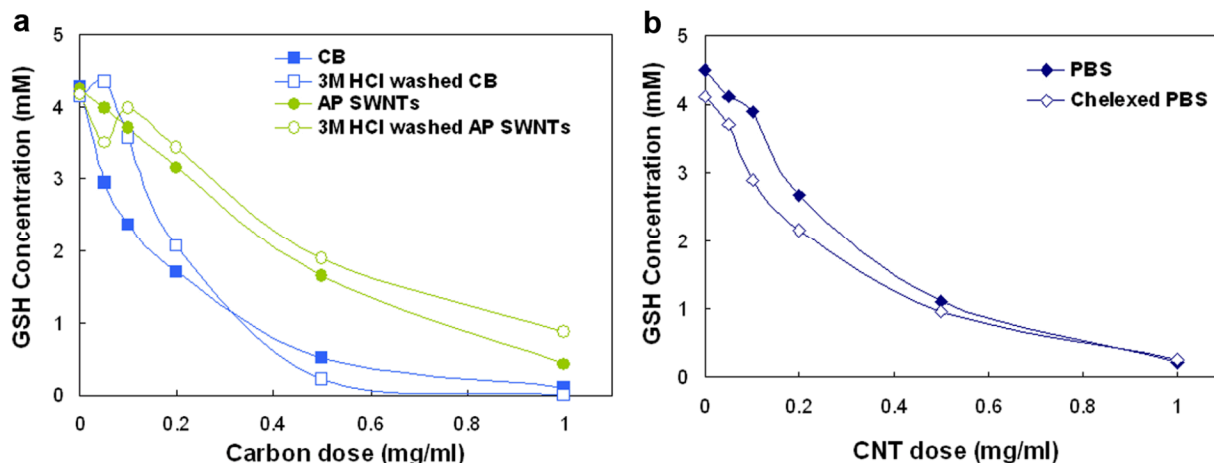 a
GSH Concentration (mM)
5
4
3
2
1
0
0
0.2
0.4
0.6
0.8
1
Carbon dose (mg/ml)
CB
3M HCl washed CB
AP SWNTs
3M HCl washed AP SWNTs
b
GSH Concentration (mM)
5
4
3
2
1
0
0
0.2
0.4
0.6
0.8
1
CNT dose (mg/ml)
PBS
Chelexed PBS